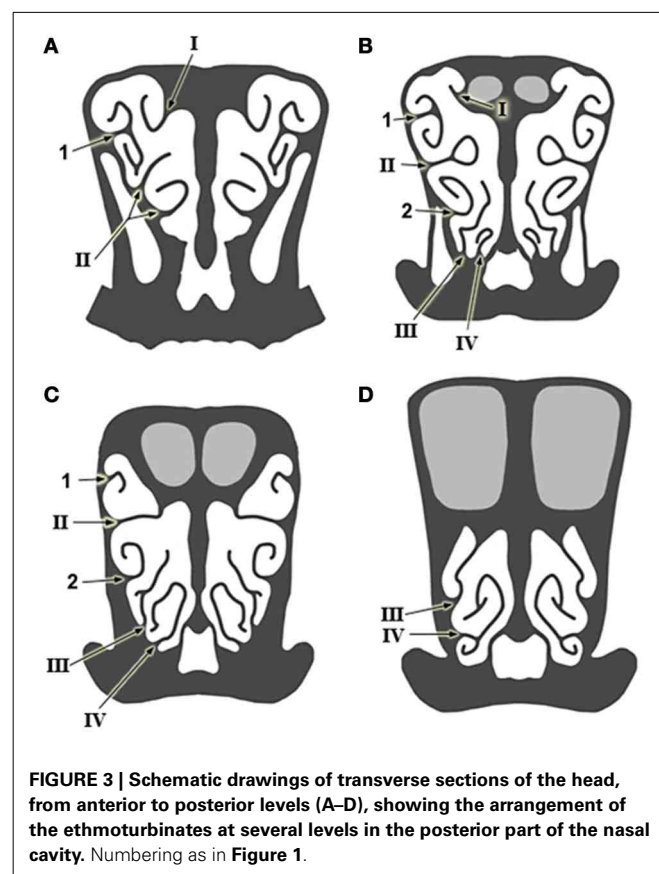 A
I
1
II
B
I
1
II
2
III
IV
C
1
II
2
III
IV
D
III
IV
FIGURE 3 | Schematic drawings of transverse sections of the head,
from anterior to posterior levels (A–D), showing the arrangement of
the ethmoturbinates at several levels in the posterior part of the nasal
cavity. Numbering as in Figure 1.